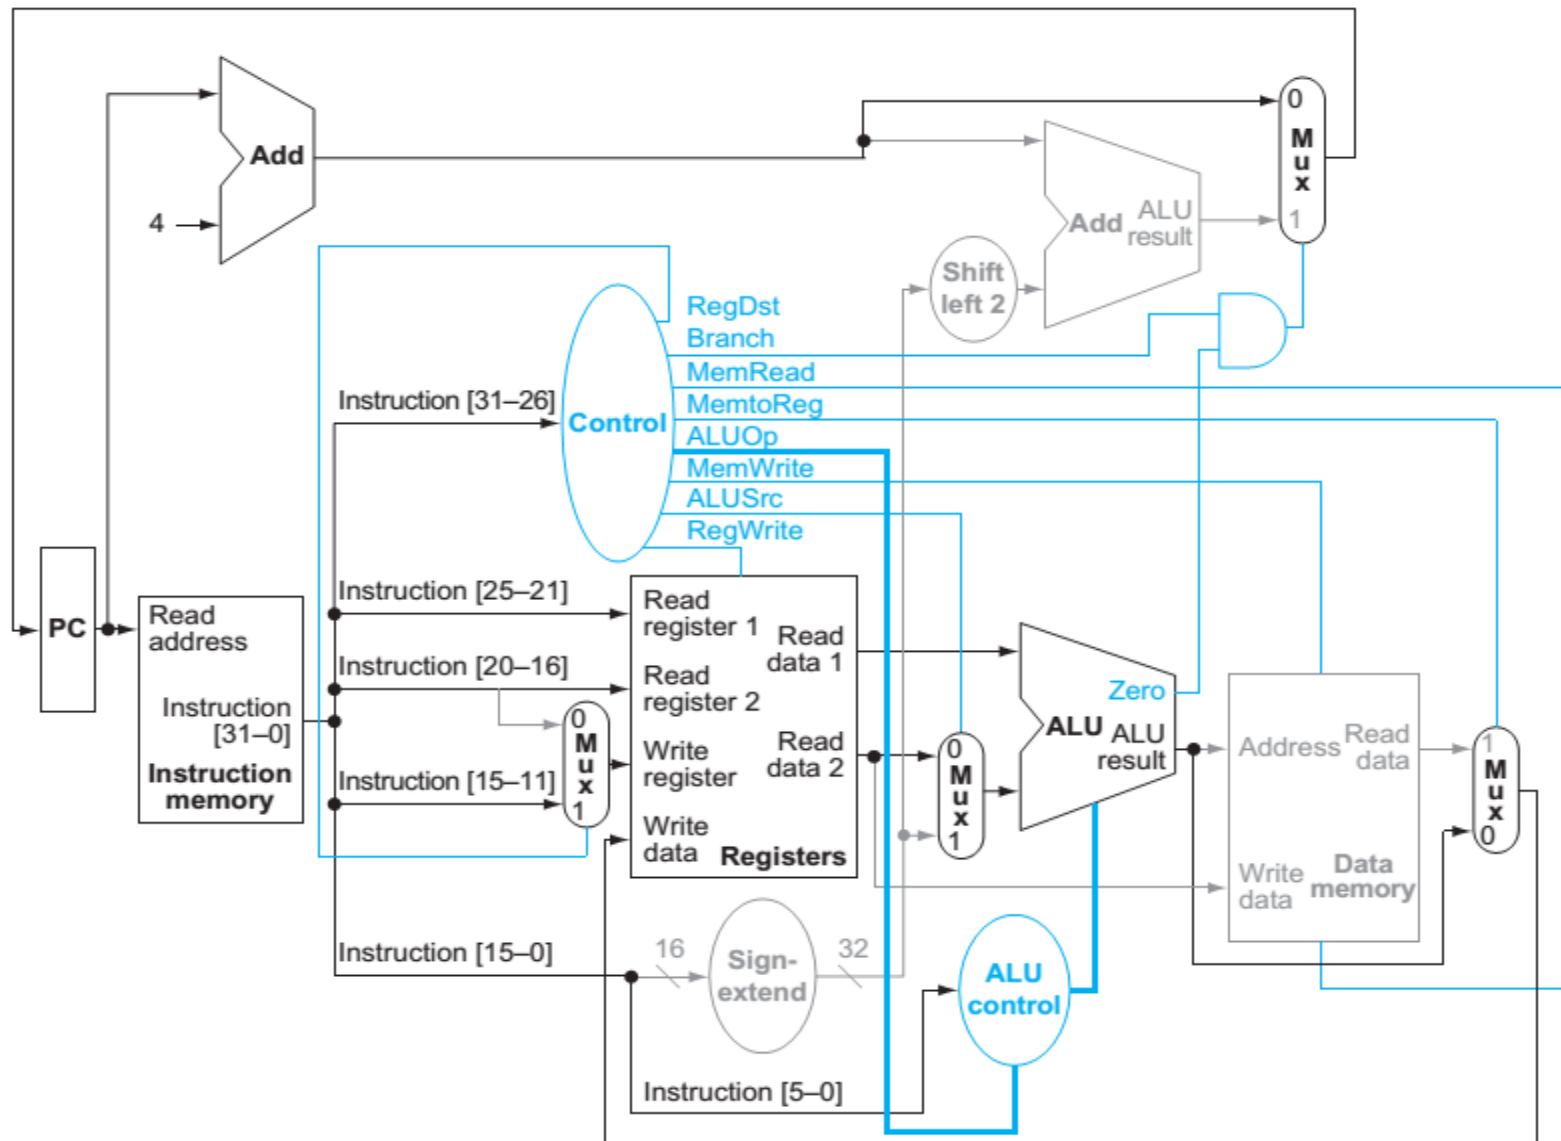 0
M
u
x
1
Add
4
Add
ALU
result
Shift
left 2
RegDst
Branch
MemRead
MemtoReg
ALUOp
MemWrite
ALUSrc
RegWrite
Control
Instruction [31–26]
PC
Read
address
Instruction
[31–0]
Instruction
memory
Instruction [25–21]
Instruction [20–16]
Instruction [15–11]
0
M
u
x
1
Read
register 1
Read
register 2
Write
register
Write
data
Read
data 1
Read
data 2
Registers
0
M
u
x
1
Zero
ALU
ALU
result
Address
Read
data
Write
data
Data
memory
1
M
u
x
0
Instruction [15–0]
16
Sign-
extend
32
ALU
control
Instruction [5–0]